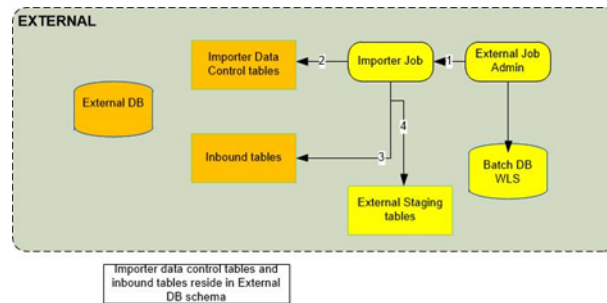 EXTERNAL
Importer Data
Control tables
2
Importer Job
1
External Job
Admin
External DB
4
Inbound tables
3
Batch DB
WLS
External Staging
tables
Importer data control tables and
inbound tables reside in External
DB schema